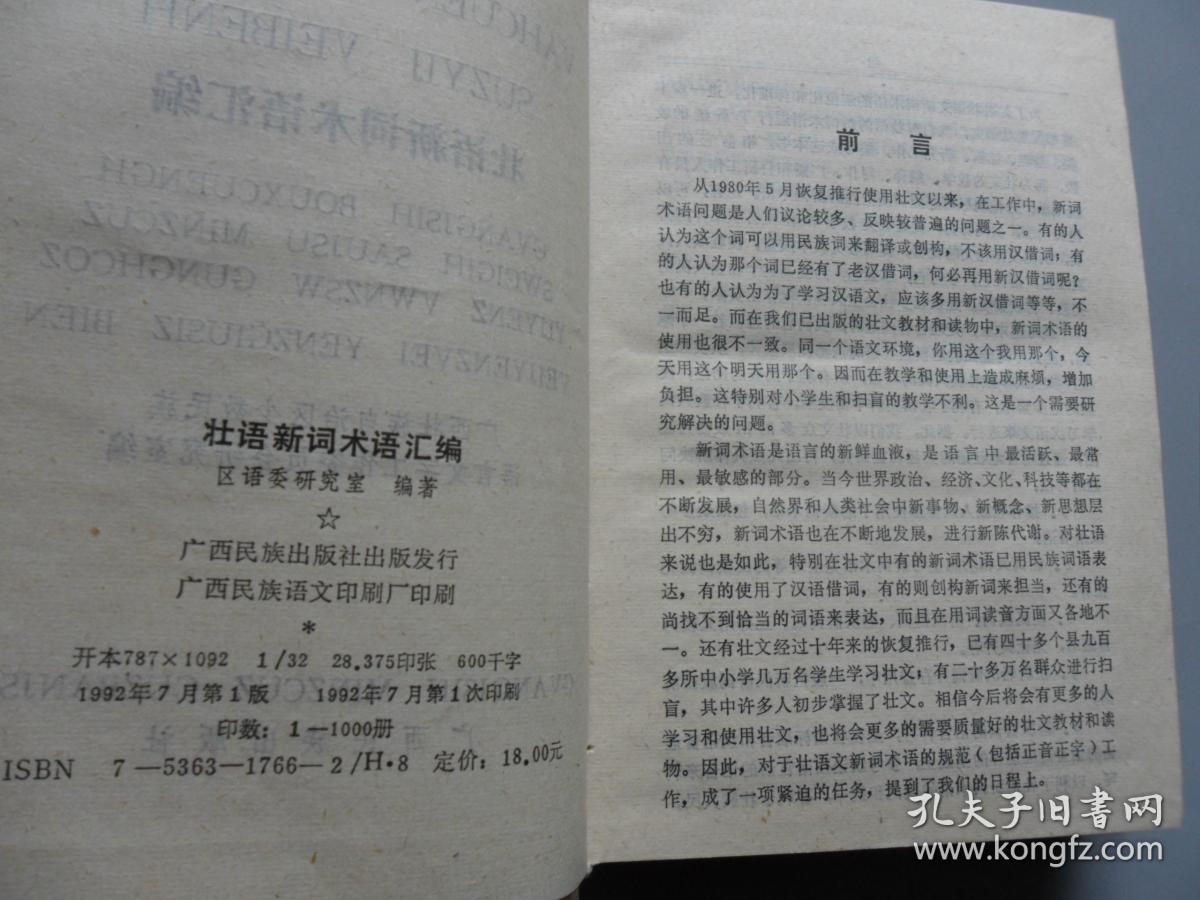 壮语新词术语汇编
区语委研究室 编著
☆
广西民族出版社出版发行
广西民族语文印刷厂印刷
*
开本787×1092 1/32 28.375印张 600千字
1992年7月第1版 1992年7月第1次印刷
印数：1—1000册
ISBN 7—5363—1766—2/H·8 定价：18.00元
前言
从1980年5月恢复推行使用壮文以来，在工作中，新词
术语问题是人们议论较多、反映较普遍的问题之一。有的人
认为这个词可以用民族词来翻译或创构，不该用汉借词；有
的人认为那个词已经有了老汉借词，何必再用新汉借词呢？
也有的人认为为了学习汉语文，应该多用新汉借词等等，不
一而足。而在我们已出版的壮文教材和读物中，新词术语的
使用也很不一致。同一个语文环境，你用这个我用那个，今
天用这个明天用那个。因而在教学和使用上造成麻烦，增加
负担。这特别对小学生和扫盲的教学不利。这是一个需要研
究解决的问题。
新词术语是语言的新鲜血液，是语言中最活跃、最常
用、最敏感的部分。当今世界政治、经济、文化、科技等都在
不断发展，自然界和人类社会中新事物、新概念、新思想层
出不穷，新词术语也在不断地发展，进行新陈代谢。对壮语
来说也是如此，特别在壮文中有的新词术语已用民族词语表
达，有的使用了汉语借词，有的则创构新词来担当，还有的
尚找不到恰当的词语来表达，而且在用词读音方面又各地不
一。还有壮文经过十年来的恢复推行，已有四十多个县九百
多所中小学几万名学生学习壮文；有二十多万名群众进行扫
盲，其中许多人初步掌握了壮文。相信今后将会有更多的人
学习和使用壮文，也将会更多的需要质量好的壮文教材和读
物。因此，对于壮语文新词术语的规范（包括正音正字）工
作，成了一项紧迫的任务，提到了我们的日程上。
孔夫子旧书网
www.kongfz.com